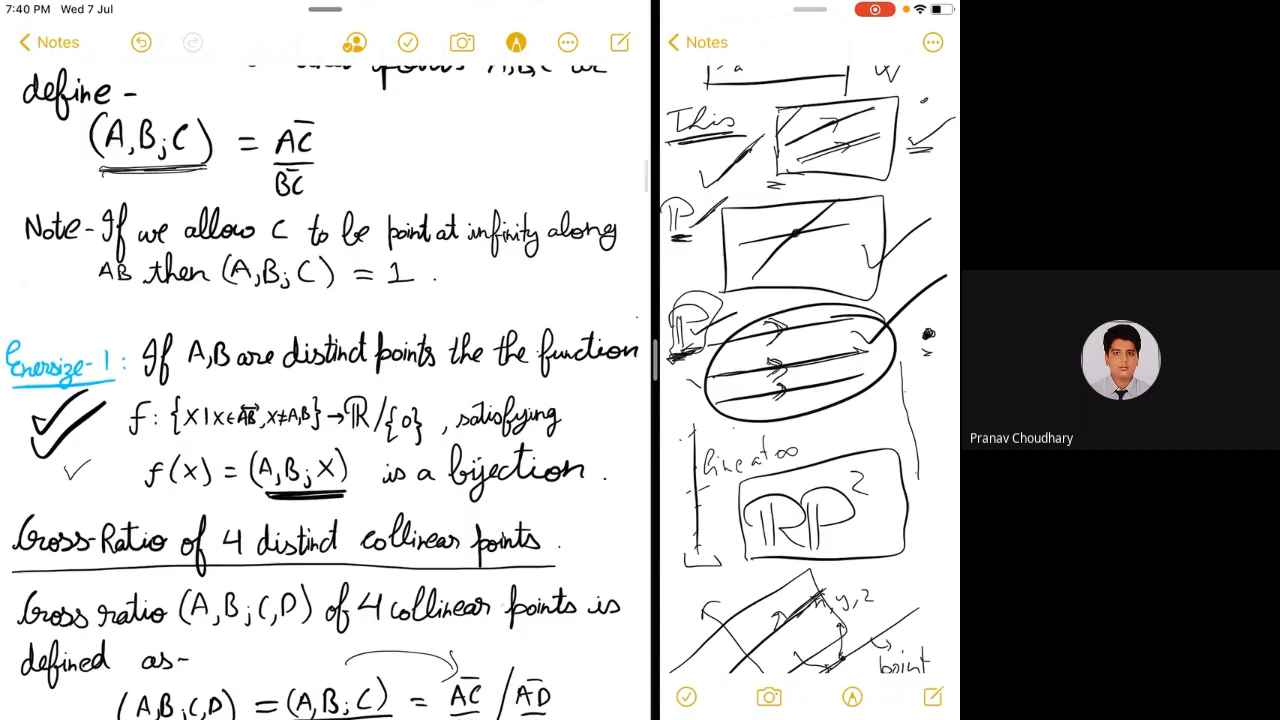 7:40 PM Wed 7 Jul
Notes
define -
(A,B;C) = AC̄
BC̄
Note- If we allow C to be point at infinity along
AB then (A,B;C) = 1.
Exersize-1: If A,B are distinct points the the function
f: {X|X∈AB, X≠A,B} → ℝ/{0}, satisfying
f(x) = (A,B;X) is a bijection.
Cross-Ratio of 4 distinct collinear points.
Cross ratio (A,B;C,D) of 4 collinear points is
defined as-
(A,B;C,D) = (A,B;C) = AC̄ / AD̄
Notes
This
ℙ
ℙ
line at ∞
ℝℙ²
x,y,z
point
Pranav Choudhary